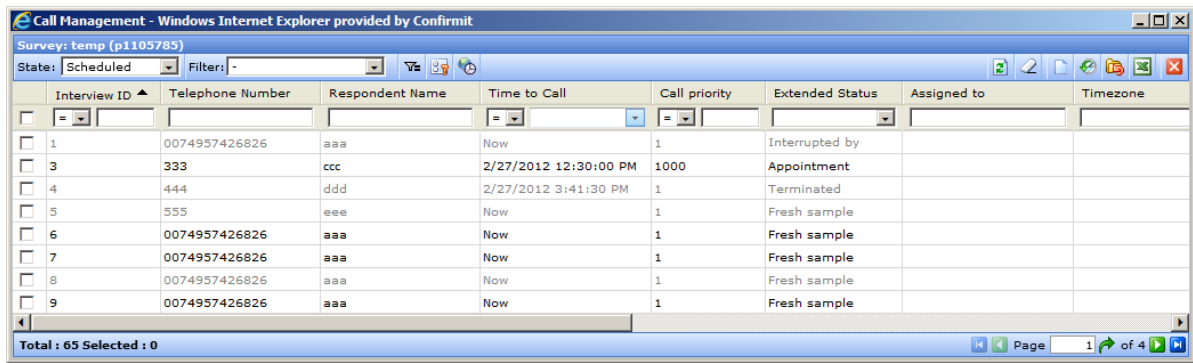 Call Management - Windows Internet Explorer provided by Confirmit
Survey: temp (p1105785)
State: Scheduled Filter: -
Interview ID Telephone Number Respondent Name Time to Call Call priority Extended Status Assigned to Timezone
= = =
1 0074957426826 aaa Now 1 Interrupted by
3 333 ccc 2/27/2012 12:30:00 PM 1000 Appointment
4 444 ddd 2/27/2012 3:41:30 PM 1 Terminated
5 555 eee Now 1 Fresh sample
6 0074957426826 aaa Now 1 Fresh sample
7 0074957426826 aaa Now 1 Fresh sample
8 0074957426826 aaa Now 1 Fresh sample
9 0074957426826 aaa Now 1 Fresh sample
Total : 65 Selected : 0 Page 1 of 4